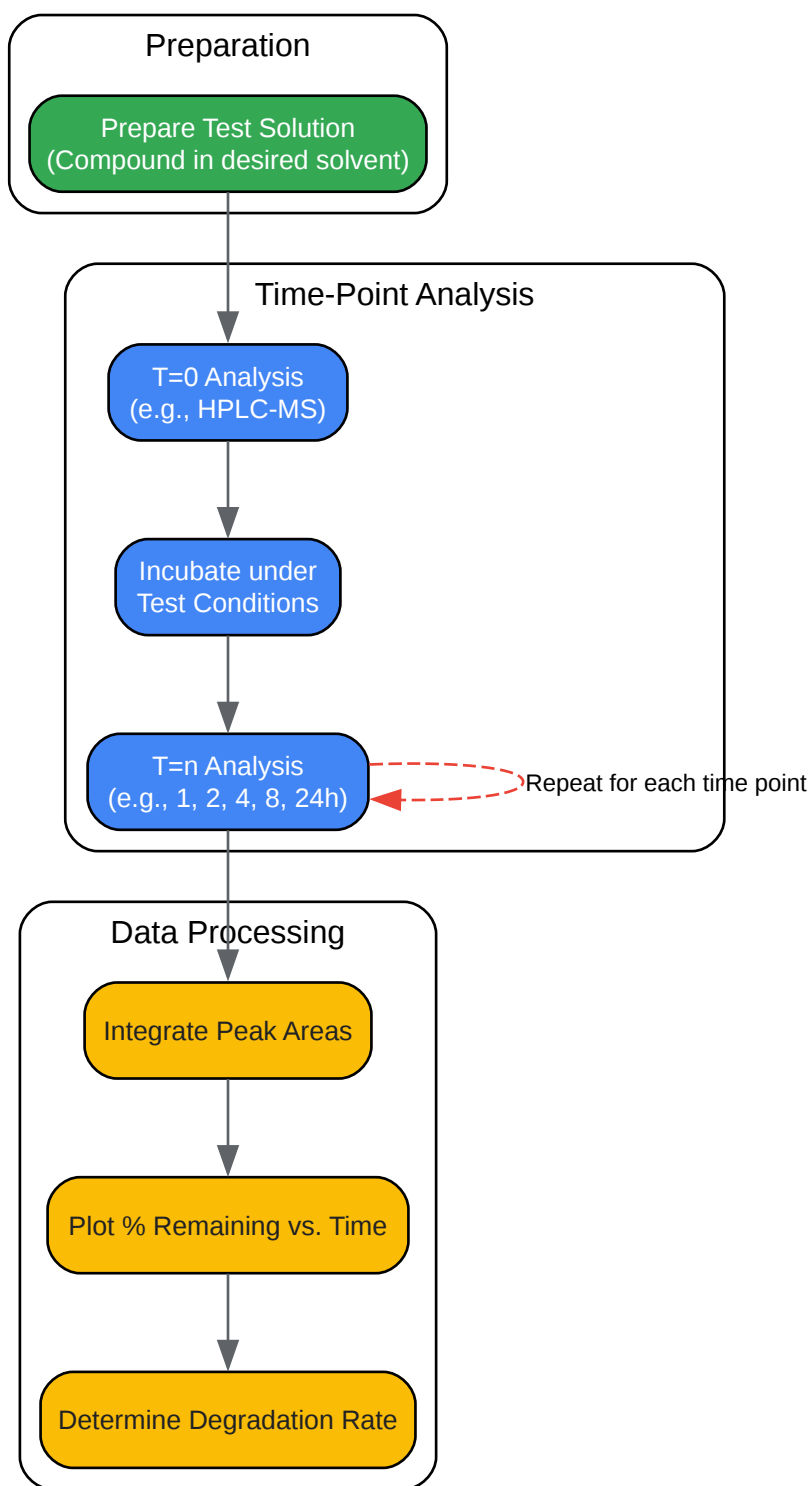 Preparation
Prepare Test Solution
(Compound in desired solvent)
Time-Point Analysis
T=0 Analysis
(e.g., HPLC-MS)
Incubate under
Test Conditions
T=n Analysis
(e.g., 1, 2, 4, 8, 24h)
Repeat for each time point
Data Processing
Integrate Peak Areas
Plot % Remaining vs. Time
Determine Degradation Rate